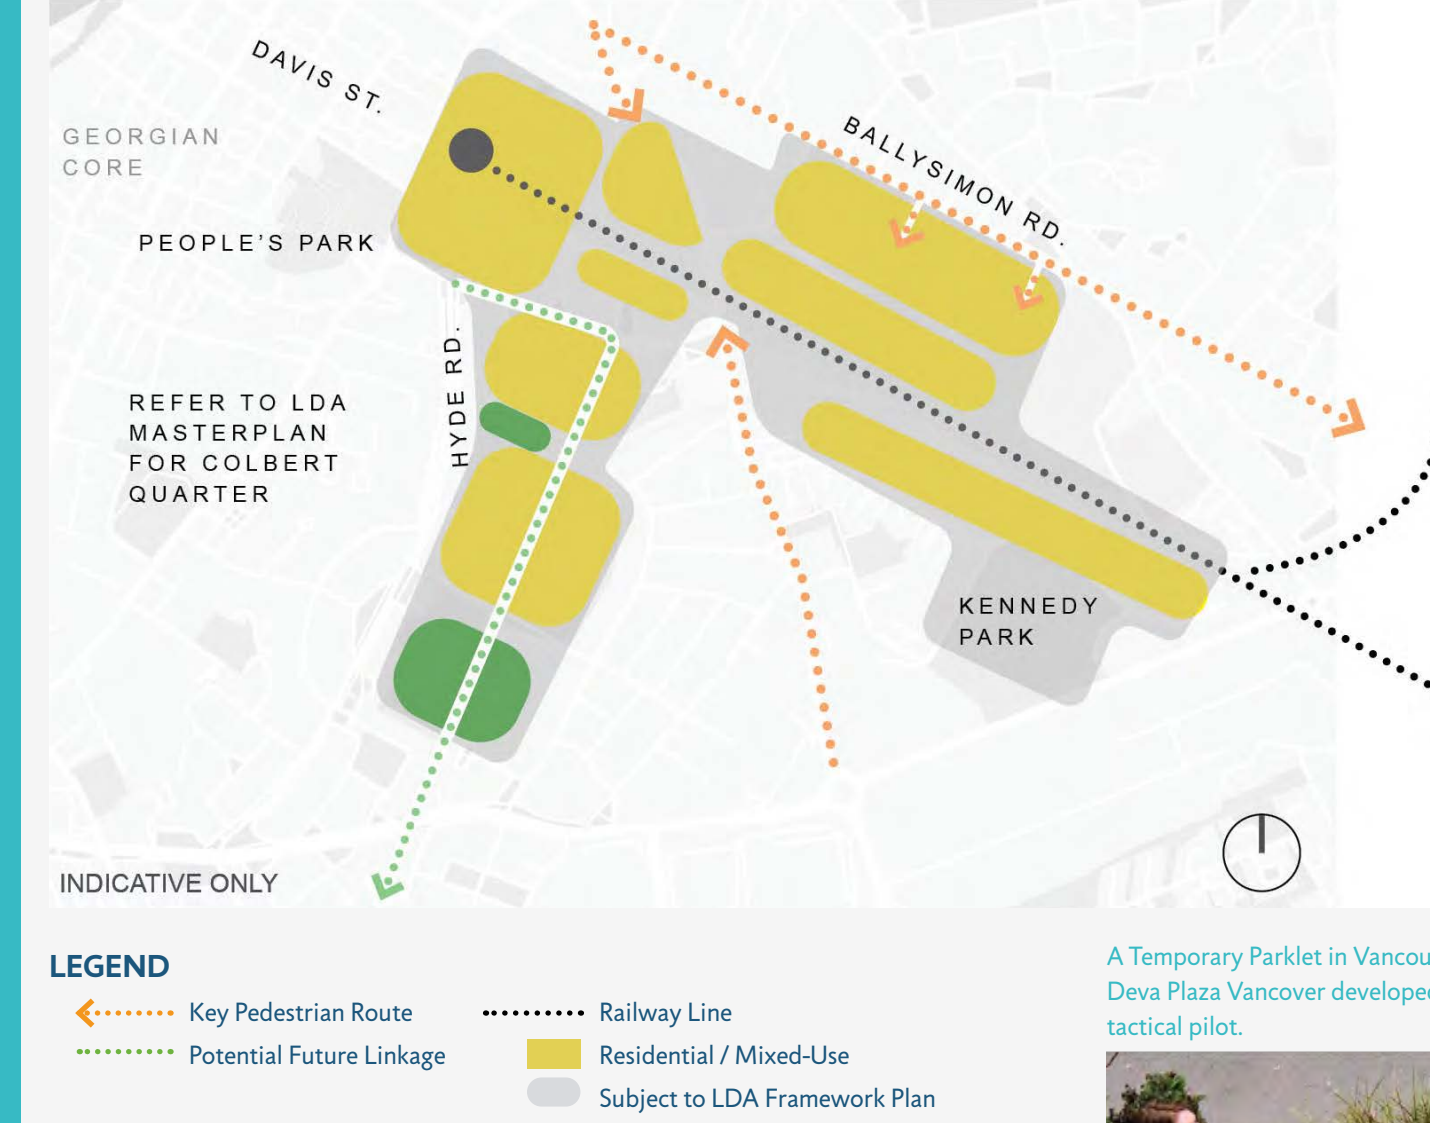 DAVIS ST.
GEORGIAN
CORE
BALLYSIMON RD.
PEOPLE'S PARK
HYDE RD.
REFER TO LDA
MASTERPLAN
FOR COLBERT
QUARTER
KENNEDY
PARK
INDICATIVE ONLY
LEGEND
Key Pedestrian Route
Potential Future Linkage
Railway Line
Residential / Mixed-Use
Subject to LDA Framework Plan
A Temporary Parklet in Vancou
Deva Plaza Vancover developed
tactical pilot.